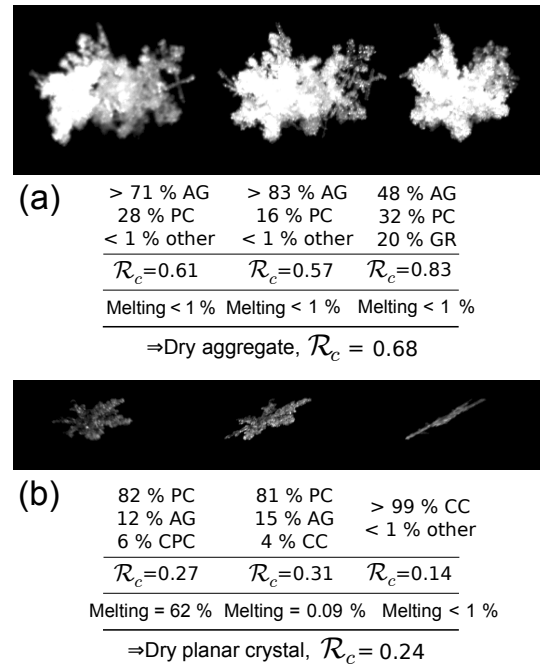 (a)
> 71 % AG > 83 % AG 48 % AG
28 % PC 16 % PC 32 % PC
< 1 % other < 1 % other 20 % GR
ℛc=0.61 ℛc=0.57 ℛc=0.83
Melting < 1 % Melting < 1 % Melting < 1 %
⇒Dry aggregate, ℛc = 0.68
(b)
82 % PC 81 % PC > 99 % CC
12 % AG 15 % AG < 1 % other
6 % CPC 4 % CC
ℛc=0.27 ℛc=0.31 ℛc=0.14
Melting = 62 % Melting = 0.09 % Melting < 1 %
⇒Dry planar crystal, ℛc = 0.24